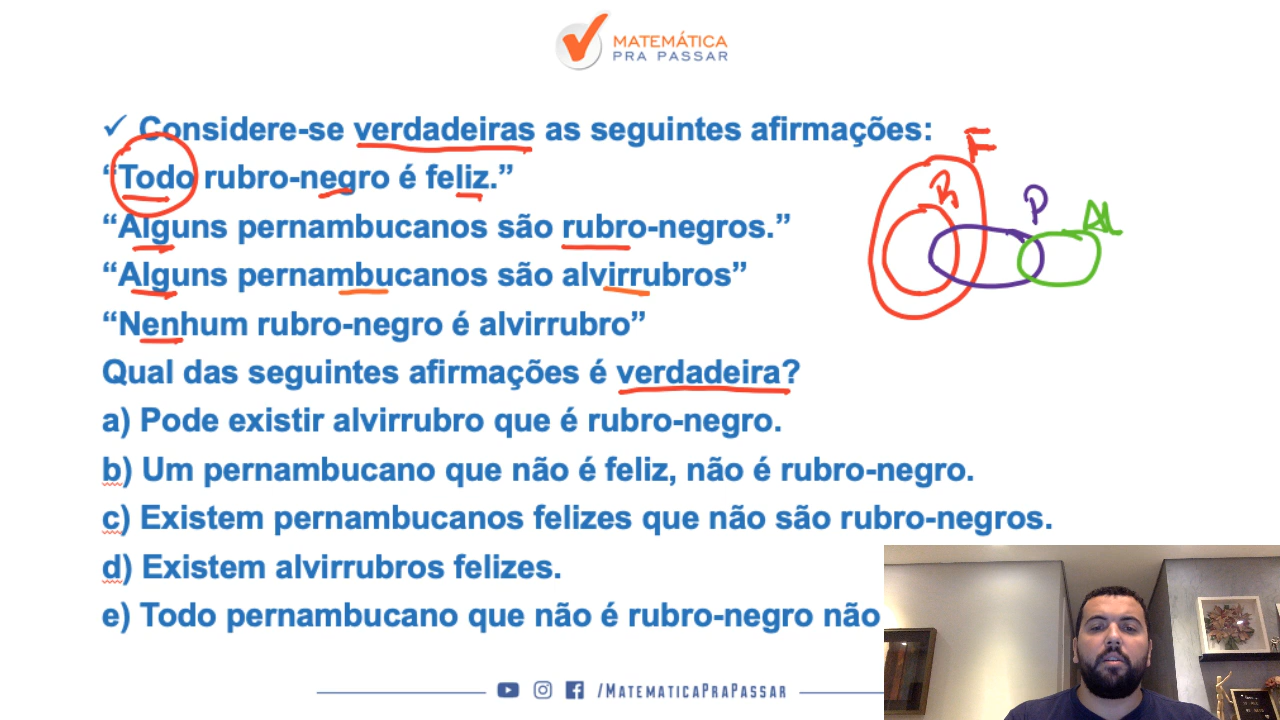 MATEMÁTICA
PRA PASSAR
✓ Considere-se verdadeiras as seguintes afirmações:
“Todo rubro-negro é feliz.”
“Alguns pernambucanos são rubro-negros.”
“Alguns pernambucanos são alvirrubros”
“Nenhum rubro-negro é alvirrubro”
Qual das seguintes afirmações é verdadeira?
a) Pode existir alvirrubro que é rubro-negro.
b) Um pernambucano que não é feliz, não é rubro-negro.
c) Existem pernambucanos felizes que não são rubro-negros.
d) Existem alvirrubros felizes.
e) Todo pernambucano que não é rubro-negro não
F
R
P
AL
/MATEMATICAPRAPASSAR